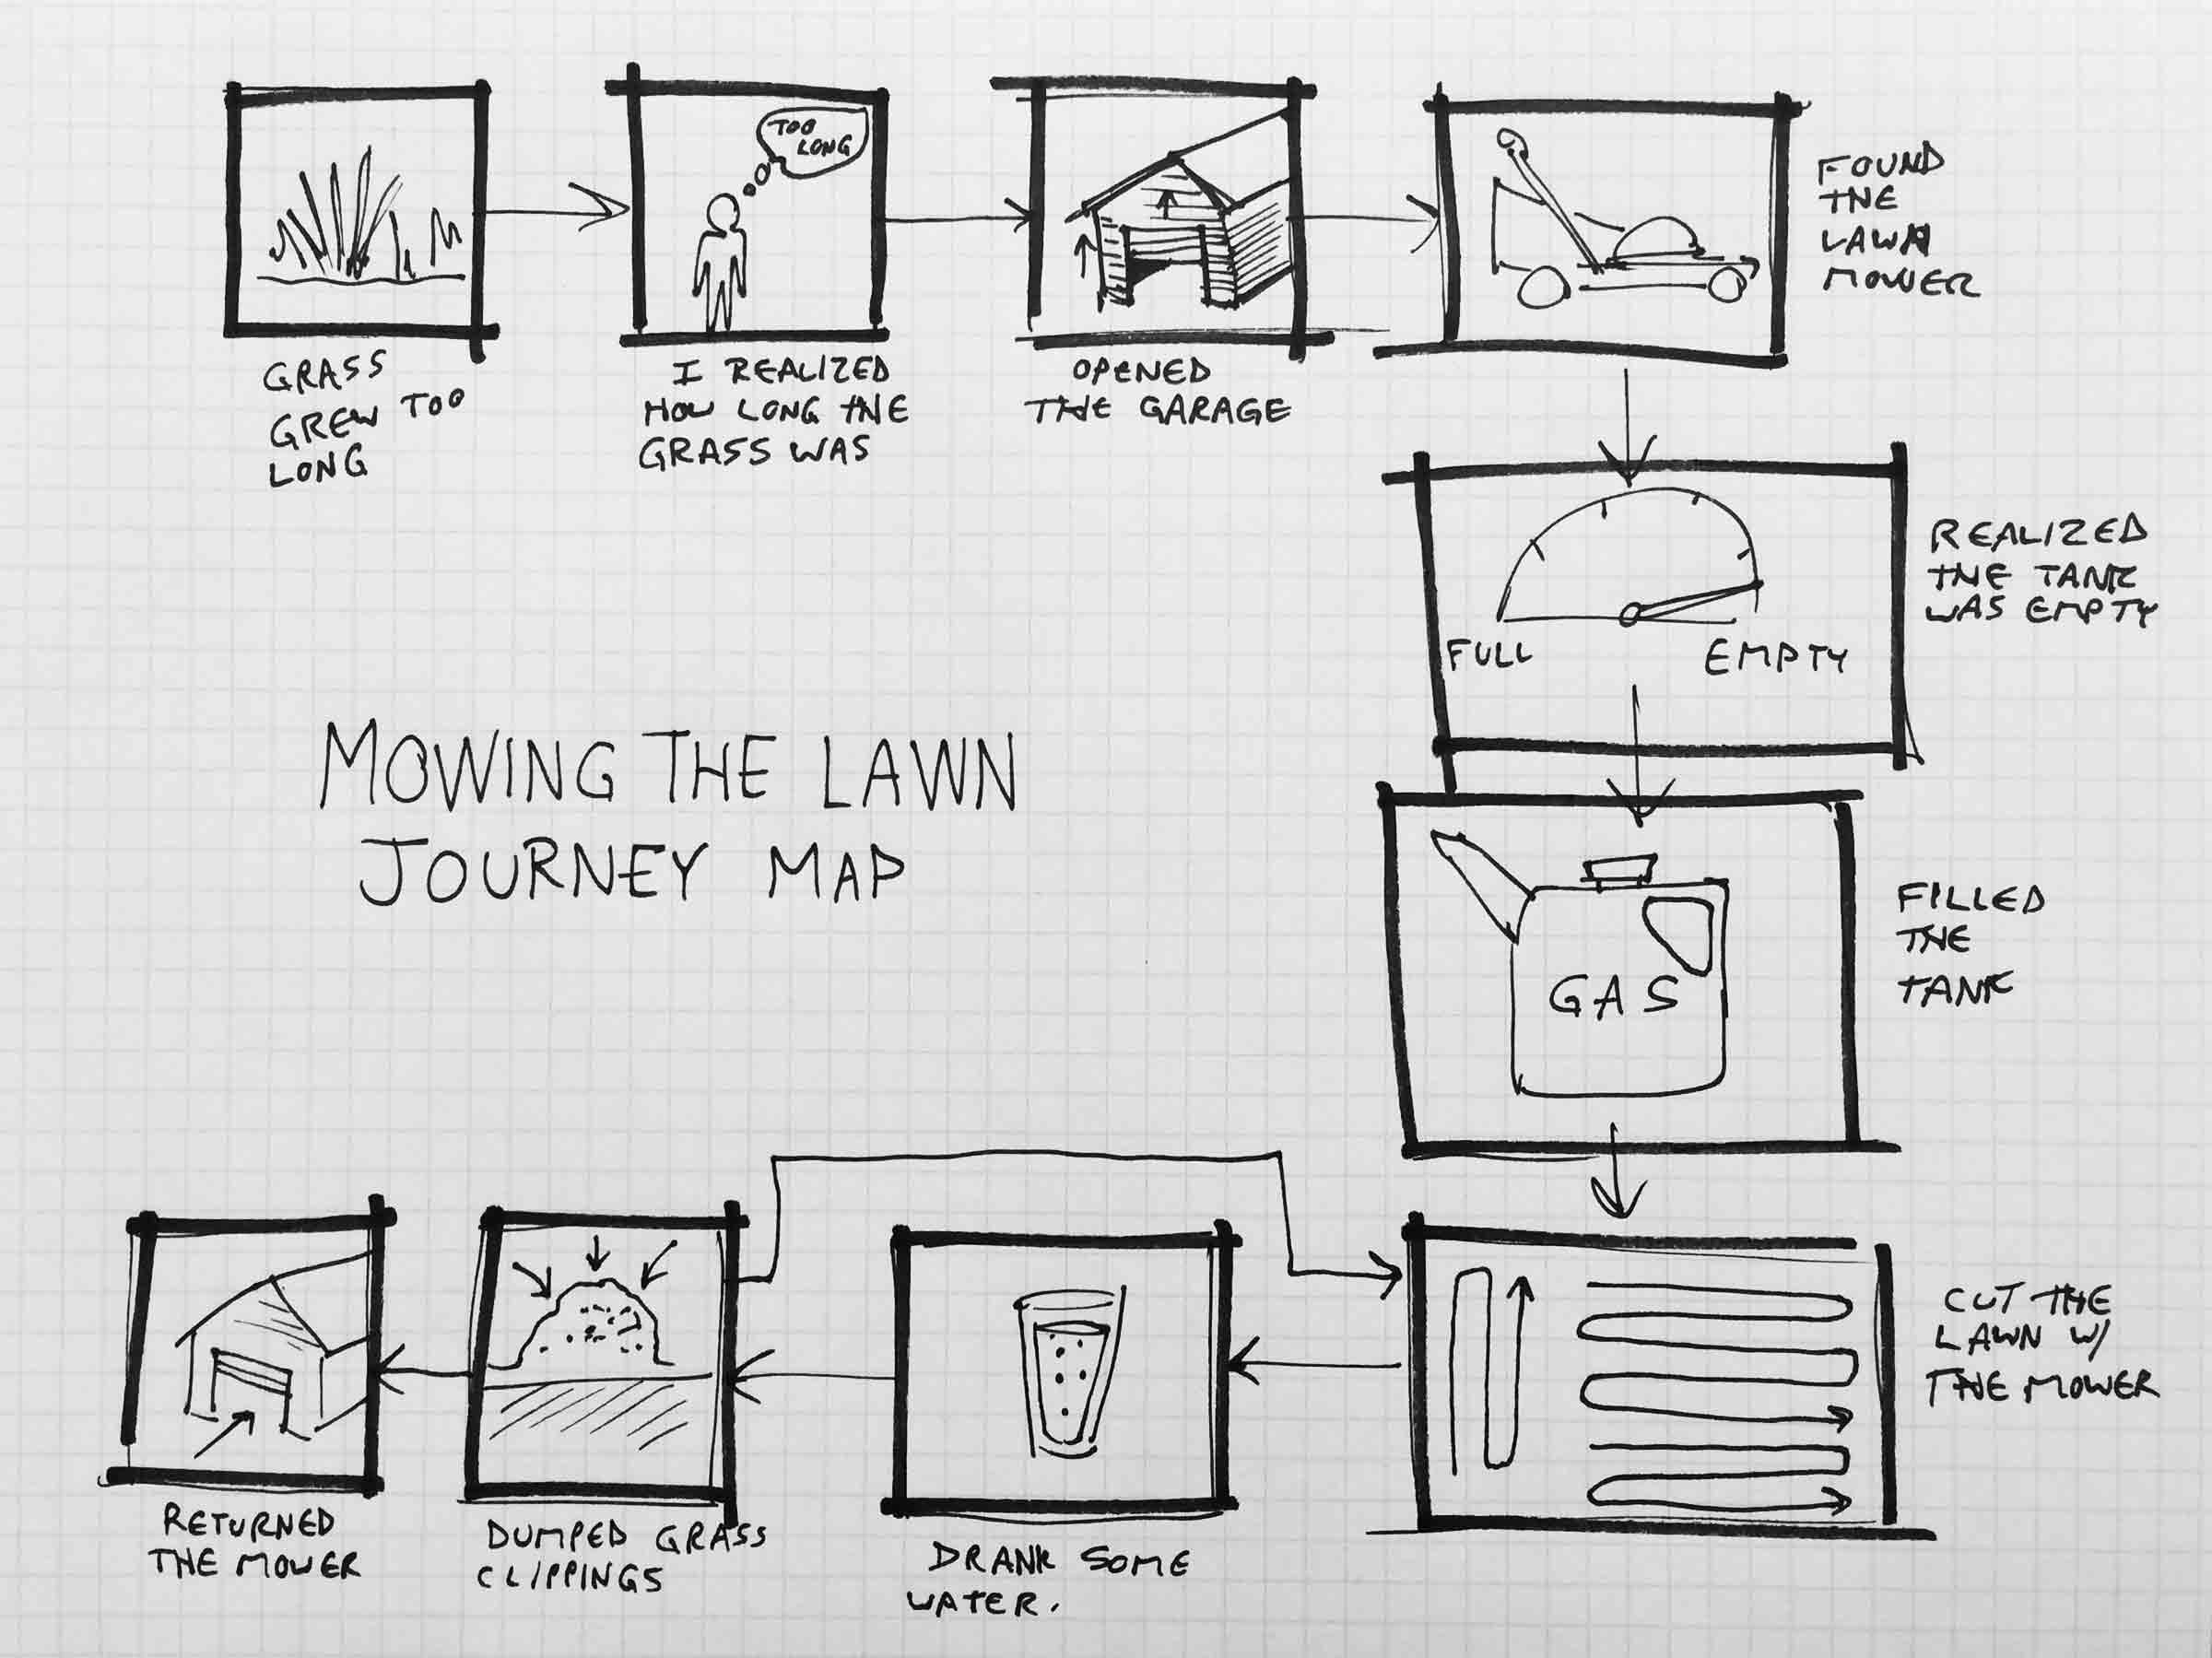 TOO
LONG
GRASS
GREW TOO
LONG
I REALIZED
HOW LONG THE
GRASS WAS
OPENED
THE GARAGE
FOUND
THE
LAWN
MOWER
FULL
EMPTY
REALIZED
THE TANK
WAS EMPTY
MOWING THE LAWN
JOURNEY MAP
GAS
FILLED
THE
TANK
CUT THE
LAWN W/
THE MOWER
DRANK SOME
WATER.
DUMPED GRASS
CLIPPINGS
RETURNED
THE MOWER